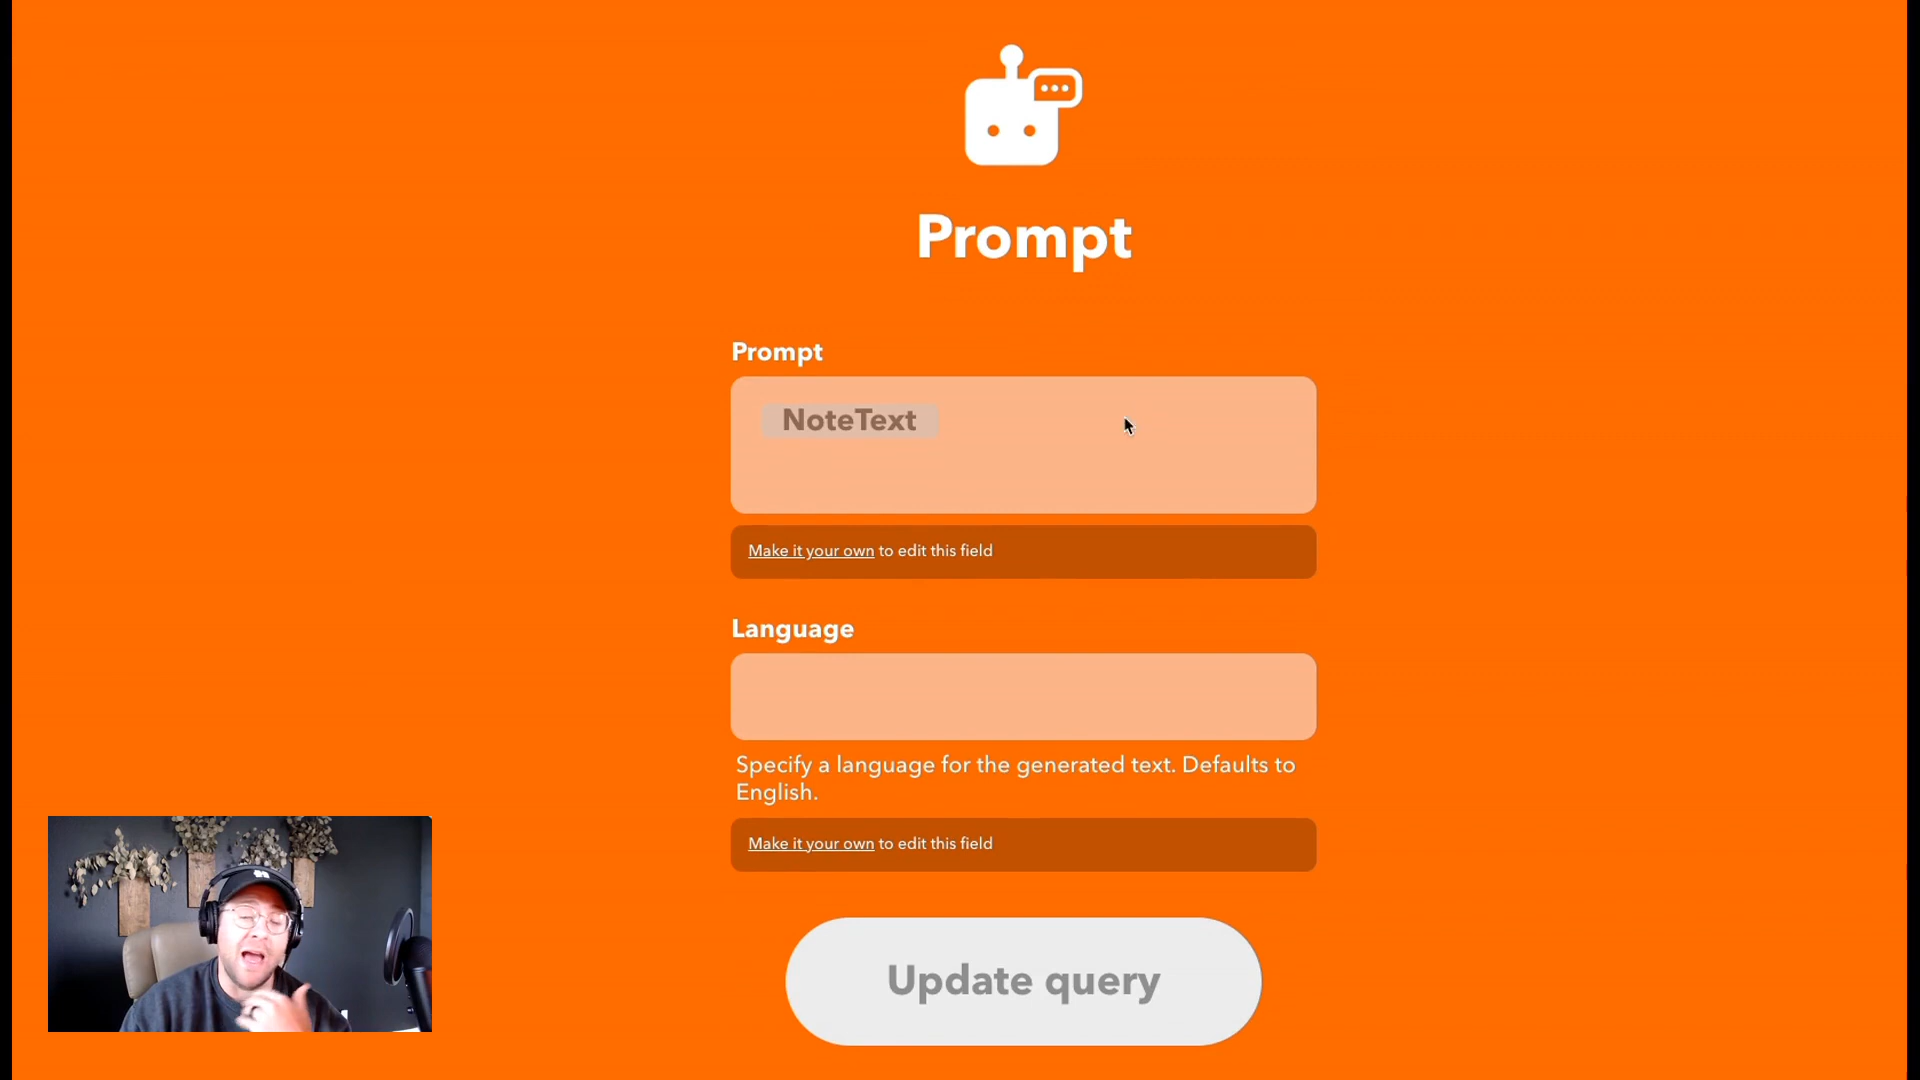 Prompt
Prompt
NoteText
Make it your own to edit this field
Language
Specify a language for the generated text. Defaults to
English.
Make it your own to edit this field
Update query